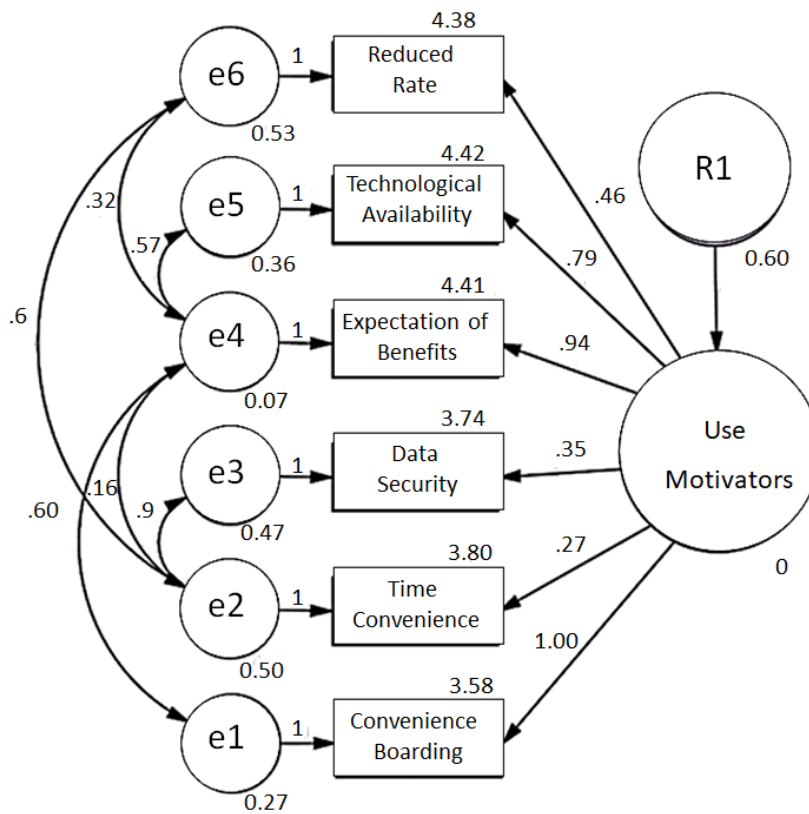 4.38
e6
1
Reduced
Rate
0.53
R1
4.42
.32
e5
1
Technological
Availability
.46
.57
0.36
.79
0.60
4.41
.6
e4
1
Expectation of
Benefits
.94
0.07
3.74
Use
Motivators
e3
1
Data
Security
.35
.60
.16
.9
0.47
3.80
.27
0
e2
1
Time
Convenience
0.50
1.00
3.58
e1
1
Convenience
Boarding
0.27